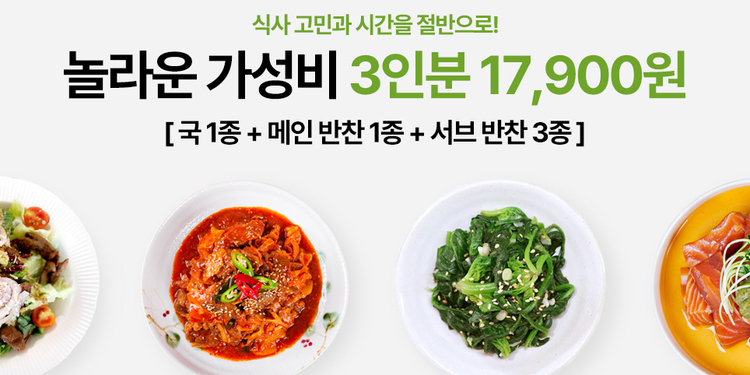 식사 고민과 시간을 절반으로!
놀라운 가성비 3인분 17,900원
[ 국 1종 + 메인 반찬 1종 + 서브 반찬 3종 ]